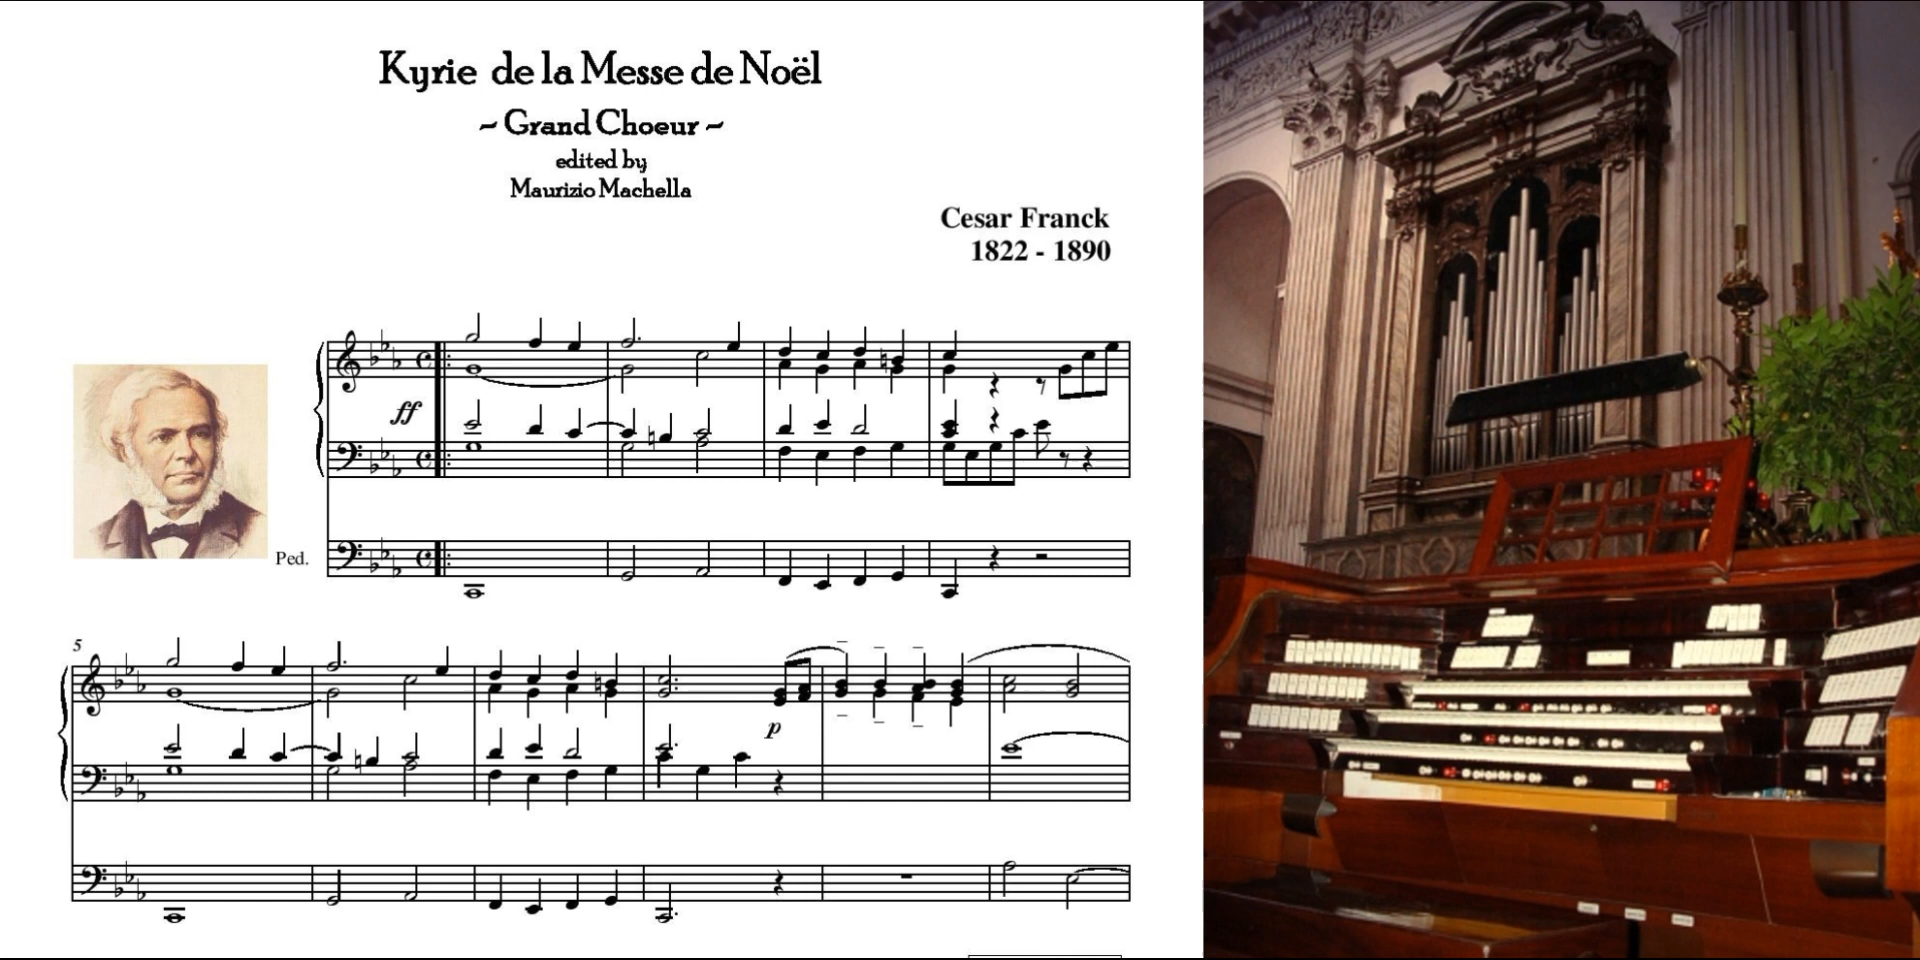 Kyrie de la Messe de Noël
~ Grand Choeur ~
edited by
Maurizio Machella
Cesar Franck
1822 - 1890
ff
Ped.
5
p